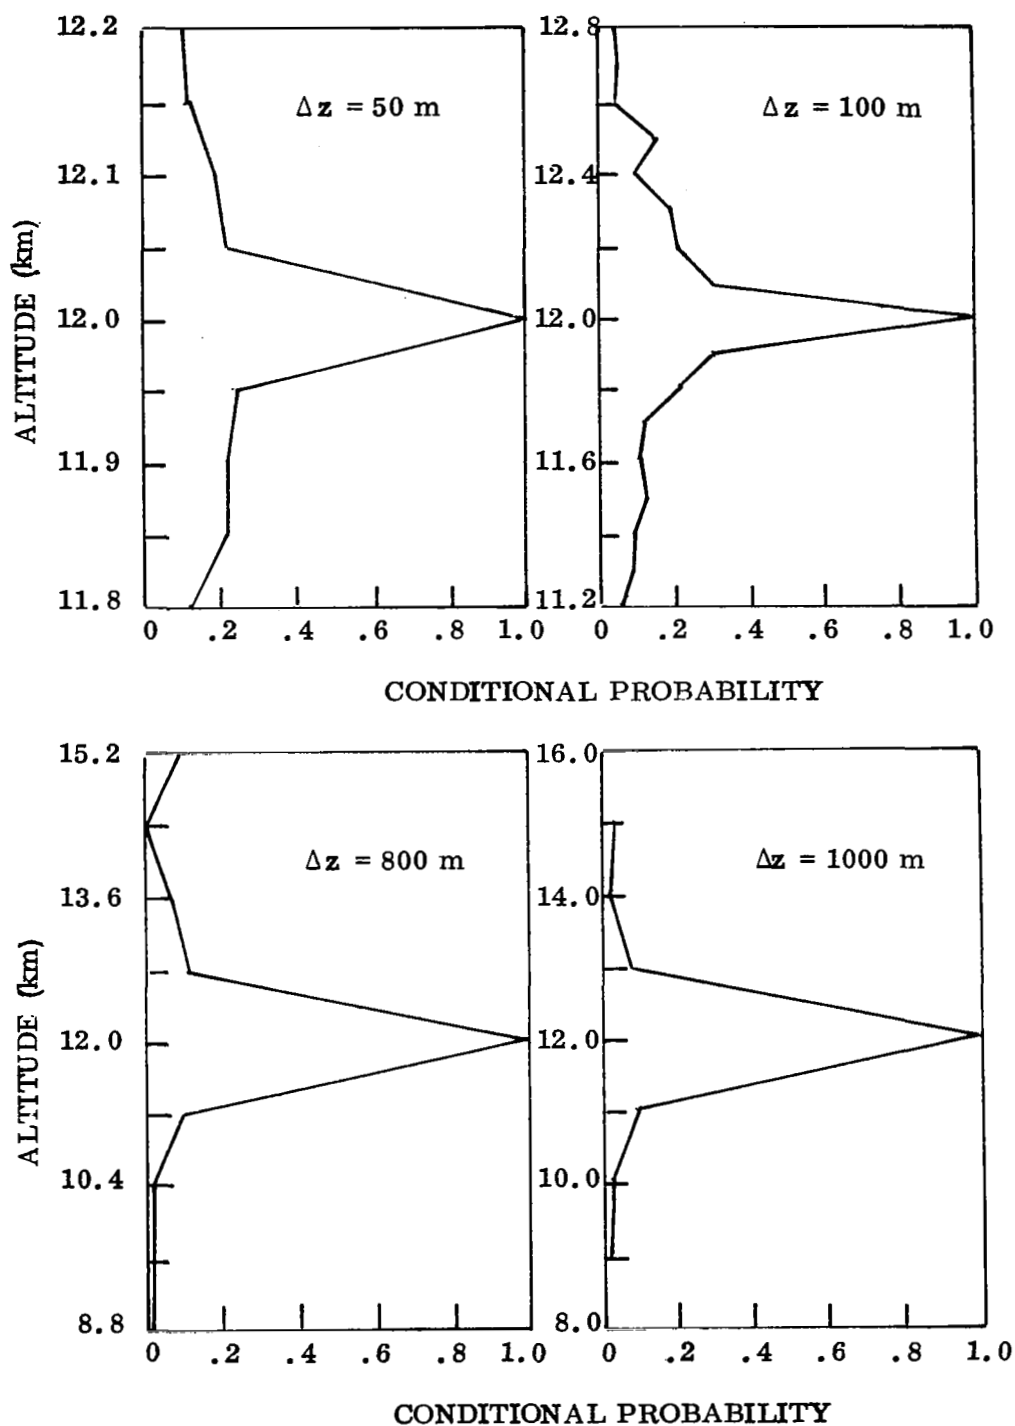 12.2
12.1
12.0
11.9
11.8
ALTITUDE (km)
Δz = 50 m
0 .2 .4 .6 .8 1.0
12.8
12.4
12.0
11.6
11.2
Δz = 100 m
0 .2 .4 .6 .8 1.0
CONDITIONAL PROBABILITY
15.2
13.6
12.0
10.4
8.8
ALTITUDE (km)
Δz = 800 m
0 .2 .4 .6 .8 1.0
16.0
14.0
12.0
10.0
8.0
Δz = 1000 m
0 .2 .4 .6 .8 1.0
CONDITIONAL PROBABILITY